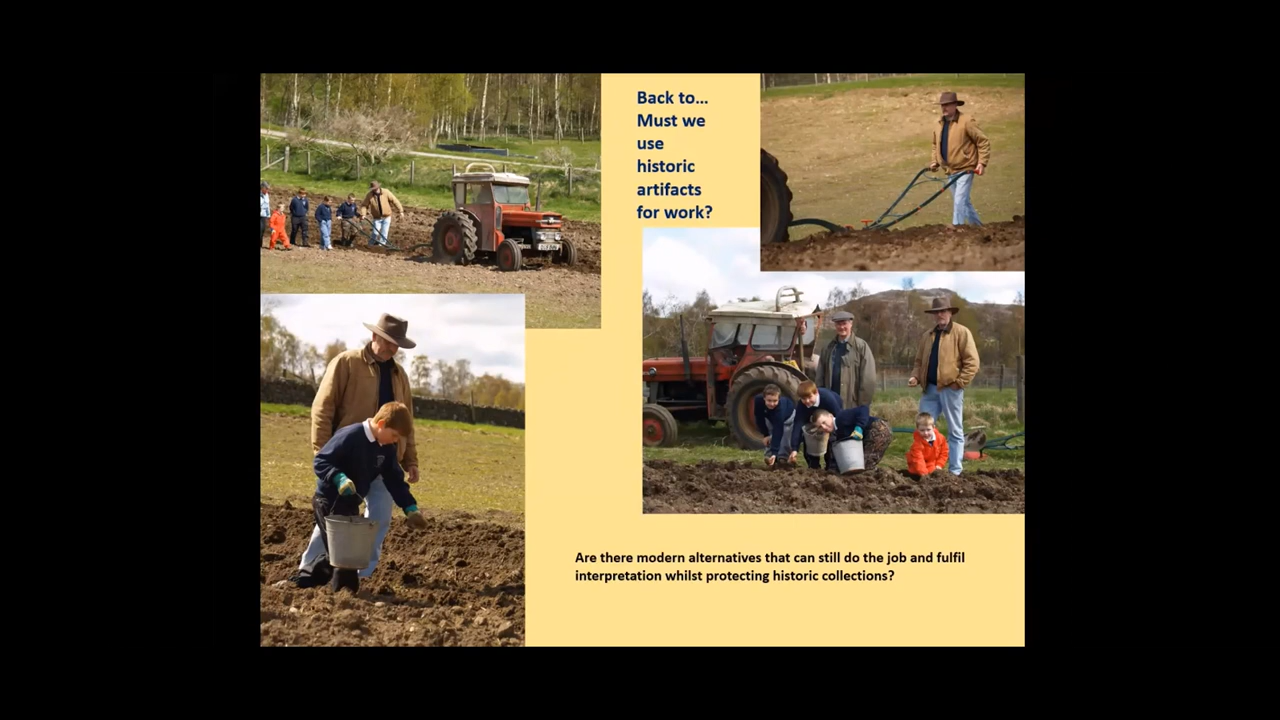 Back to...
Must we
use
historic
artifacts
for work?
Are there modern alternatives that can still do the job and fulfil
interpretation whilst protecting historic collections?